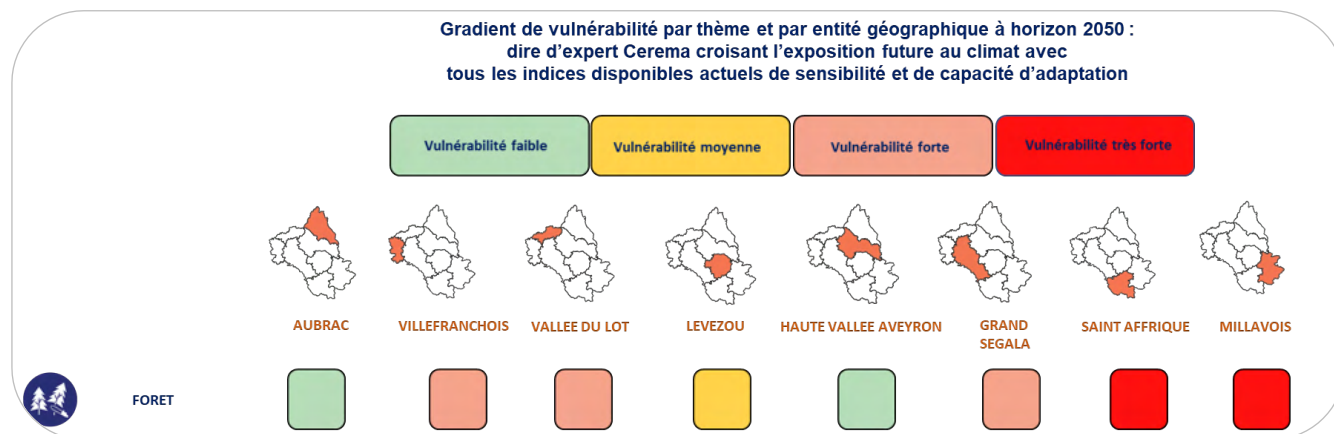 Gradient de vulnérabilité par thème et par entité géographique à horizon 2050 :
dire d'expert Cerema croisant l'exposition future au climat avec
tous les indices disponibles actuels de sensibilité et de capacité d'adaptation
Vulnérabilité faible
Vulnérabilité moyenne
Vulnérabilité forte
Vulnérabilité très forte
AUBRAC
VILLEFRANCHOIS
VALLEE DU LOT
LEVEZOU
HAUTE VALLEE AVEYRON
GRAND
SEGALA
SAINT AFFRIQUE
MILLAVOIS
FORET